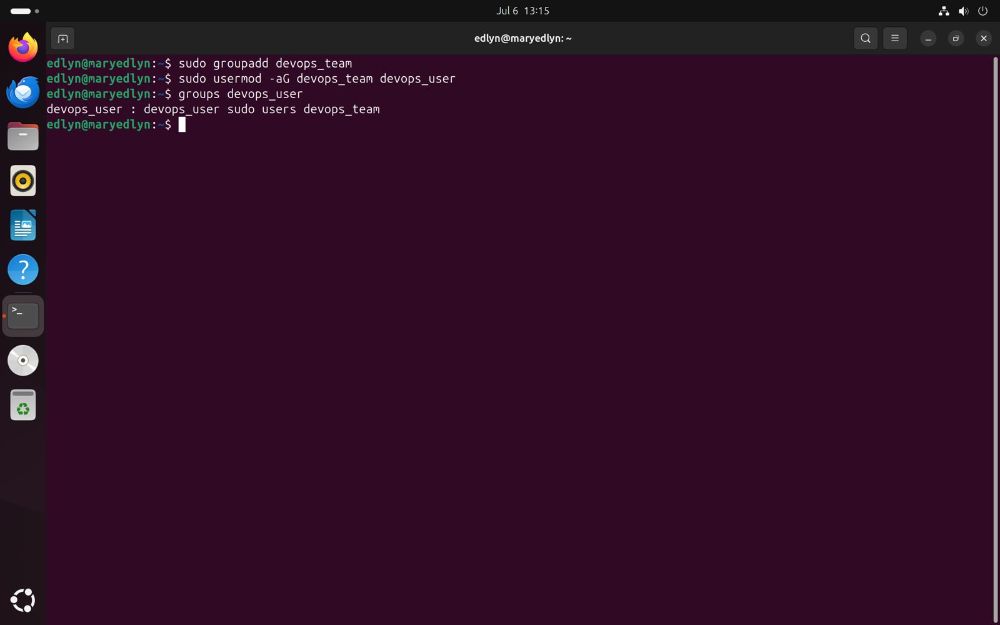 Jul 6 13:15
edlyn@maryedlyn: ~
edlyn@maryedlyn:~$ sudo groupadd devops_team
edlyn@maryedlyn:~$ sudo usermod -aG devops_team devops_user
edlyn@maryedlyn:~$ groups devops_user
devops_user : devops_user sudo users devops_team
edlyn@maryedlyn:~$